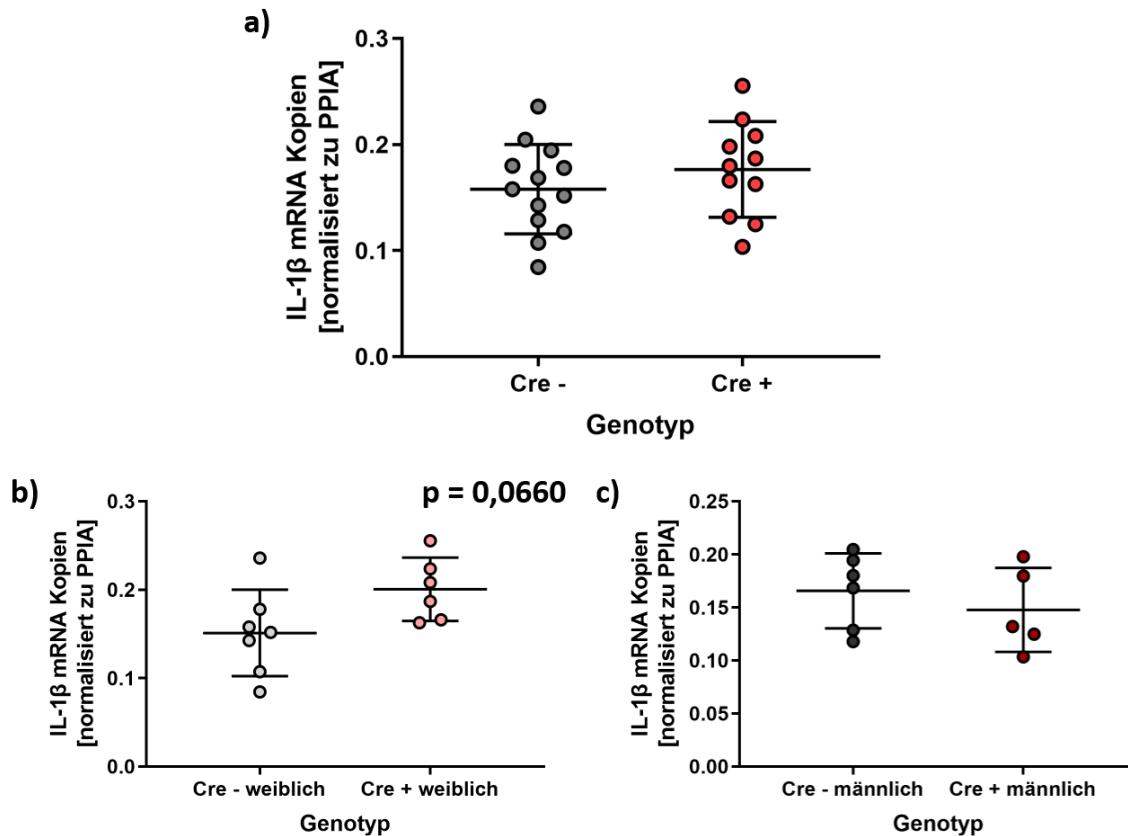 a)
IL-1β mRNA Kopien
[normalisiert zu PPIA]
0.3
0.2
0.1
0.0
Cre -
Cre +
Genotyp
b)
p = 0,0660
IL-1β mRNA Kopien
[normalisiert zu PPIA]
0.3
0.2
0.1
0.0
Cre - weiblich
Cre + weiblich
Genotyp
c)
IL-1β mRNA Kopien
[normalisiert zu PPIA]
0.25
0.20
0.15
0.10
0.05
0.00
Cre - männlich
Cre + männlich
Genotyp